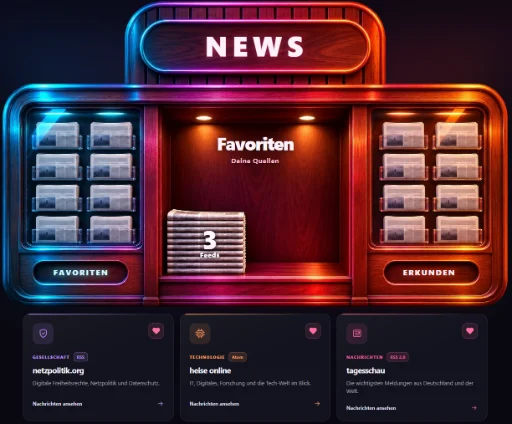 NEWS
Favoriten
Deine Quellen
3
Feeds
FAVORITEN
ERKUNDEN
GESELLSCHAFT RSS
netzpolitik.org
Digitale Freiheitsrechte, Netzpolitik und Datenschutz.
Nachrichten ansehen →
TECHNOLOGIE Atom
heise online
IT, Digitales, Forschung und die Tech-Welt im Blick.
Nachrichten ansehen →
NACHRICHTEN RSS 2.0
tagesschau
Die wichtigsten Meldungen aus Deutschland und der
Welt.
Nachrichten ansehen →